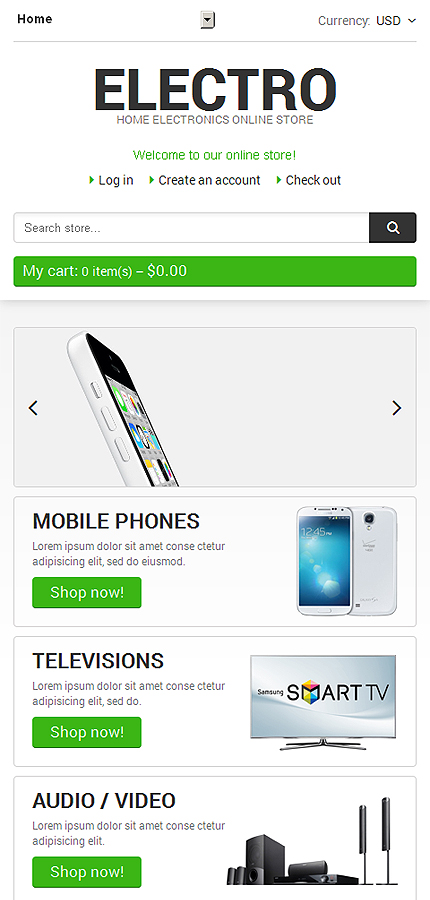 Home
Currency: USD
ELECTRO
HOME ELECTRONICS ONLINE STORE
Welcome to our online store!
Log in Create an account Check out
Search store...
My cart: 0 item(s) – $0.00
MOBILE PHONES
Lorem ipsum dolor sit amet conse ctetur
adipisicing elit, sed do eiusmod.
Shop now!
12:45
TELEVISIONS
Lorem ipsum dolor sit amet conse ctetur
adipisicing elit, sed do.
Shop now!
Samsung SMART TV
AUDIO / VIDEO
Lorem ipsum dolor sit amet conse ctetur
adipisicing elit.
Shop now!